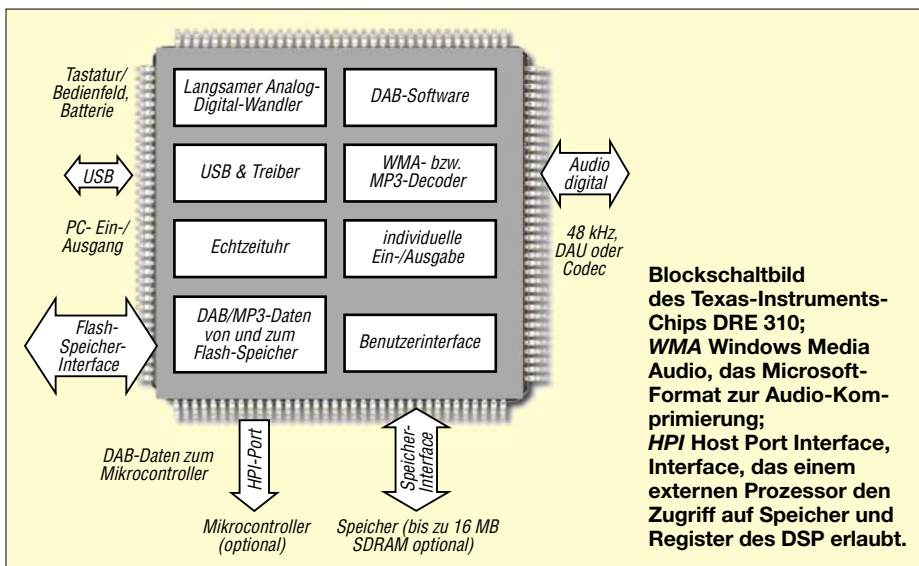 Tastatur/
Bedienfeld,
Batterie
USB
PC- Ein-/
Ausgang
Flash-
Speicher-
Interface
Langsamer Analog-
Digital-Wandler
DAB-Software
USB & Treiber
WMA- bzw.
MP3-Decoder
Echtzeituhr
individuelle
Ein-/Ausgabe
DAB/MP3-Daten
von und zum
Flash-Speicher
Benutzerinterface
Audio
digital
48 kHz,
DAU oder
Codec
DAB-Daten zum
Mikrocontroller
HPI-Port
Mikrocontroller
(optional)
Speicher-
Interface
Speicher (bis zu 16 MB
SDRAM optional)
Blockschaltbild
des Texas-Instruments-
Chips DRE 310;
WMA Windows Media
Audio, das Microsoft-
Format zur Audio-Kom-
primierung;
HPI Host Port Interface,
Interface, das einem
externen Prozessor den
Zugriff auf Speicher und
Register des DSP erlaubt.